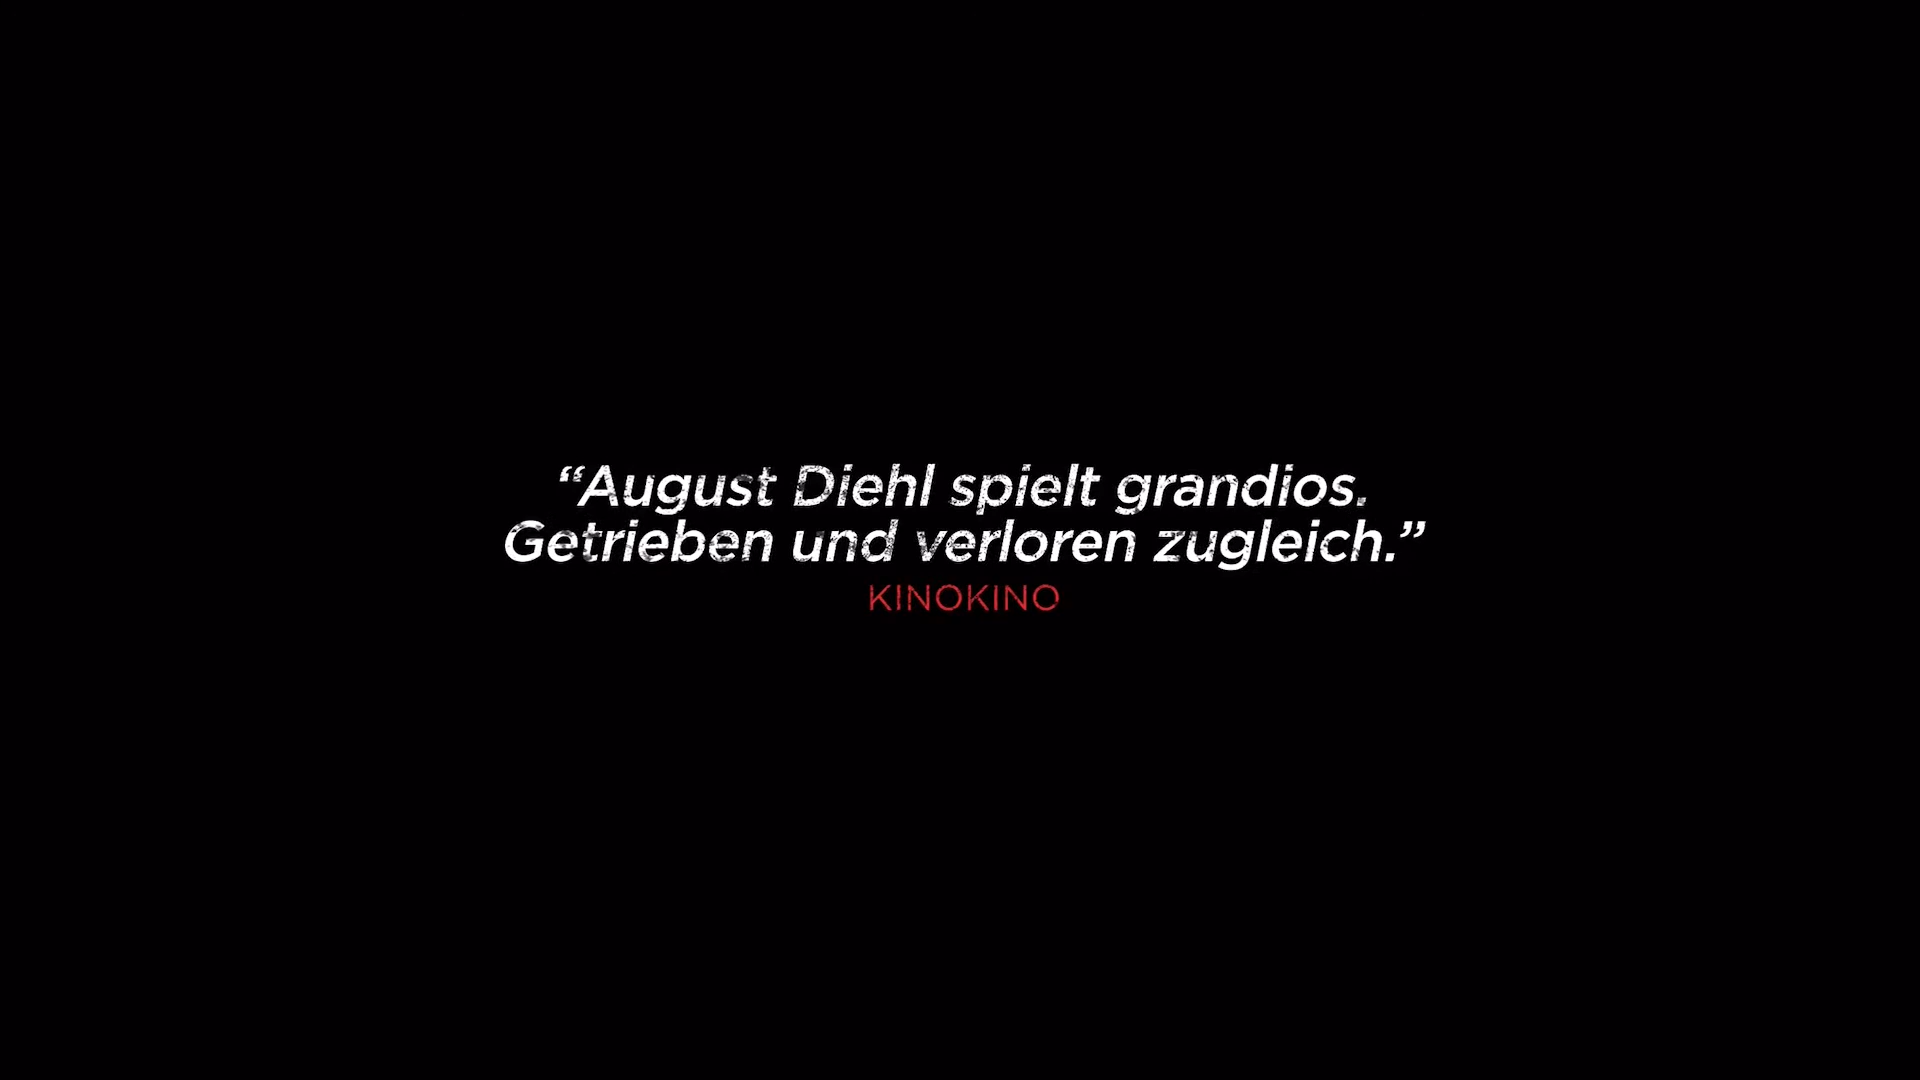 “August Diehl spielt grandios.
Getrieben und verloren zugleich.”
KINOKINO